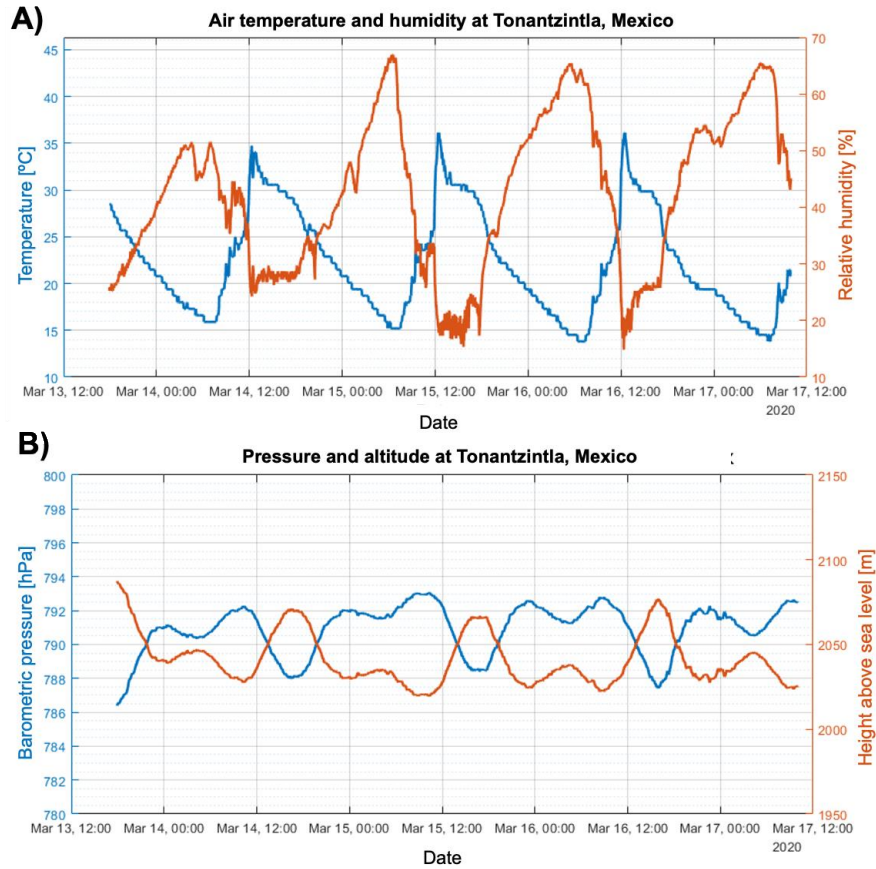 A)
Air temperature and humidity at Tonantzintla, Mexico
45
40
35
30
25
20
15
10
Temperature [ºC]
70
60
50
40
30
20
10
Relative humidity [%]
Mar 13, 12:00 Mar 14, 00:00 Mar 14, 12:00 Mar 15, 00:00 Mar 15, 12:00 Mar 16, 00:00 Mar 16, 12:00 Mar 17, 00:00 Mar 17, 12:00
2020
Date
B)
Pressure and altitude at Tonantzintla, Mexico
800
798
796
794
792
790
788
786
784
782
780
Barometric pressure [hPa]
2150
2100
2050
2000
1950
Height above sea level [m]
Mar 13, 12:00 Mar 14, 00:00 Mar 14, 12:00 Mar 15, 00:00 Mar 15, 12:00 Mar 16, 00:00 Mar 16, 12:00 Mar 17, 00:00 Mar 17, 12:00
2020
Date